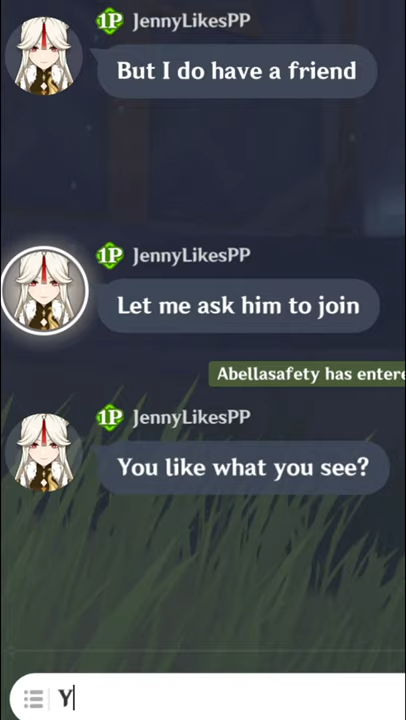 1P JennyLikesPP
But I do have a friend
1P JennyLikesPP
Let me ask him to join
Abellasafety has entere
1P JennyLikesPP
You like what you see?
Y